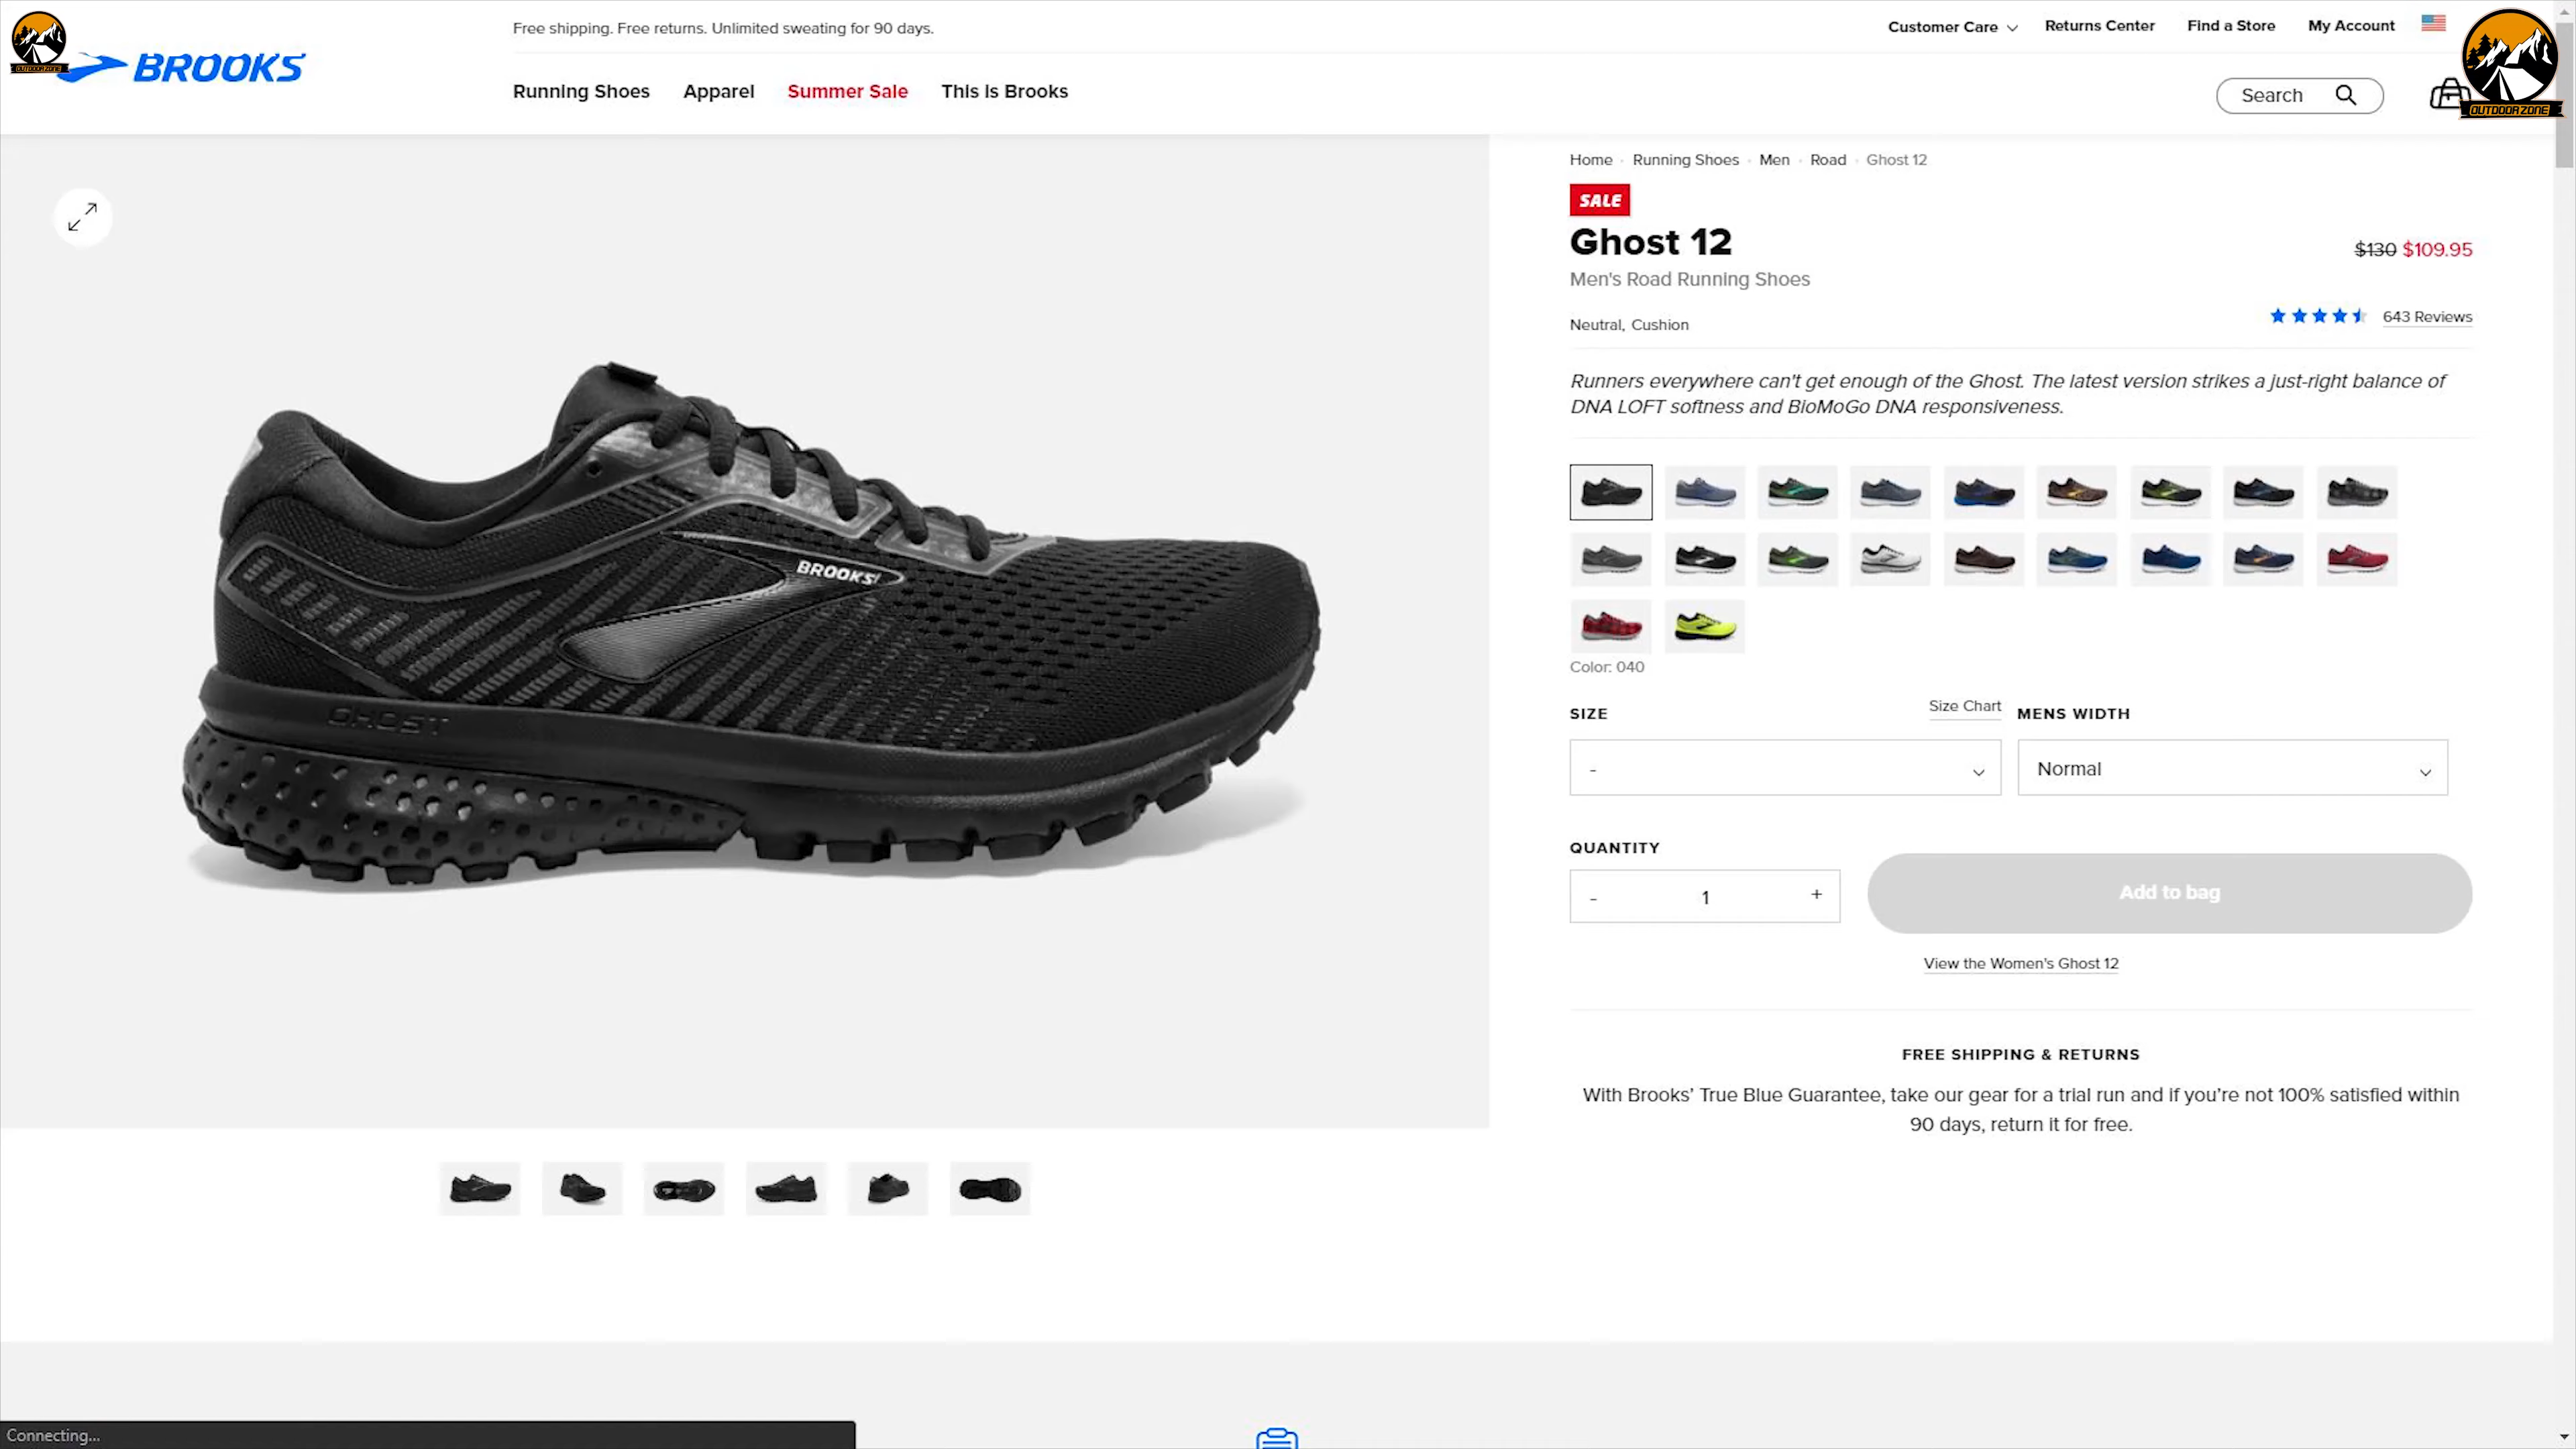 OUTDOORZONE
BROOKS
Free shipping. Free returns. Unlimited sweating for 90 days.
Customer Care
Returns Center
Find a Store
My Account
Running Shoes
Apparel
Summer Sale
This Is Brooks
Search
OUTDOORZONE
Home · Running Shoes · Men · Road · Ghost 12
SALE
Ghost 12
$130 $109.95
Men's Road Running Shoes
643 Reviews
Neutral, Cushion
Runners everywhere can't get enough of the Ghost. The latest version strikes a just-right balance of
DNA LOFT softness and BioMoGo DNA responsiveness.
BROOKS
GHOST
Color: 040
SIZE
Size Chart
MENS WIDTH
-
Normal
QUANTITY
- 1 +
Add to bag
View the Women's Ghost 12
FREE SHIPPING & RETURNS
With Brooks' True Blue Guarantee, take our gear for a trial run and if you're not 100% satisfied within
90 days, return it for free.
Connecting...